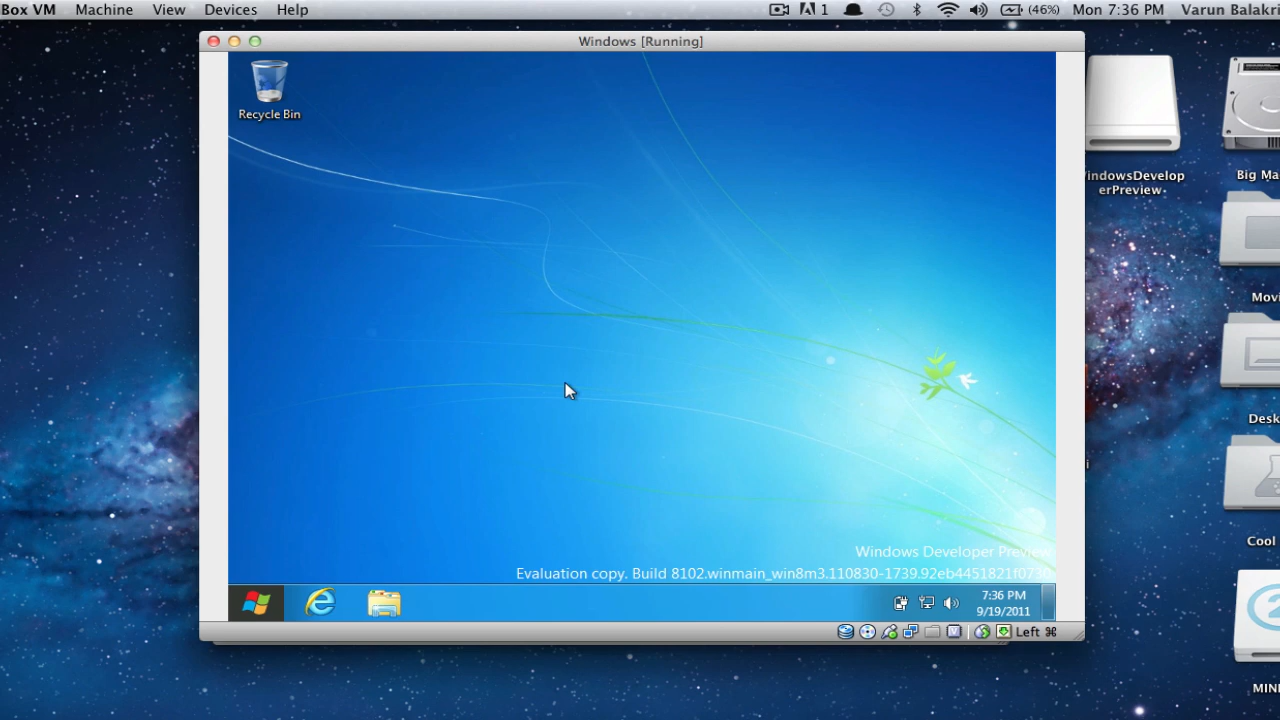 Box VM Machine View Devices Help 1 (46%) Mon 7:36 PM Varun Balakri
Windows [Running]
Recycle Bin
indowsDevelop
erPreview
Big Ma
Movi
Desk
Cool
MINI
Windows Developer Preview
Evaluation copy. Build 8102.winmain_win8m3.110830-1739.92eb4451821f0730
7:36 PM
9/19/2011
Left ⌘